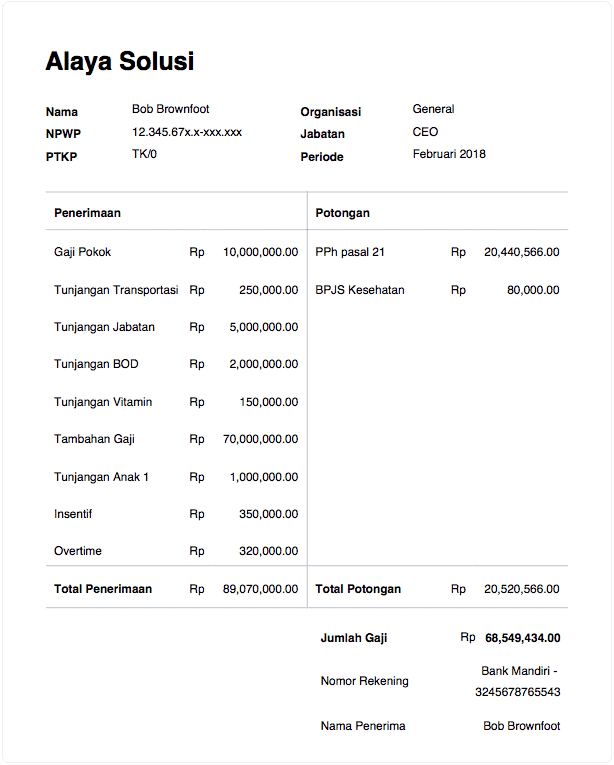 Alaya Solusi
Nama Bob Brownfoot Organisasi General
NPWP 12.345.67x.x-xxx.xxx Jabatan CEO
PTKP TK/0 Periode Februari 2018
Penerimaan Potongan
Gaji Pokok Rp 10,000,000.00 PPh pasal 21 Rp 20,440,566.00
Tunjangan Transportasi Rp 250,000.00 BPJS Kesehatan Rp 80,000.00
Tunjangan Jabatan Rp 5,000,000.00
Tunjangan BOD Rp 2,000,000.00
Tunjangan Vitamin Rp 150,000.00
Tambahan Gaji Rp 70,000,000.00
Tunjangan Anak 1 Rp 1,000,000.00
Insentif Rp 350,000.00
Overtime Rp 320,000.00
Total Penerimaan Rp 89,070,000.00 Total Potongan Rp 20,520,566.00
Jumlah Gaji Rp 68,549,434.00
Nomor Rekening Bank Mandiri -
3245678765543
Nama Penerima Bob Brownfoot